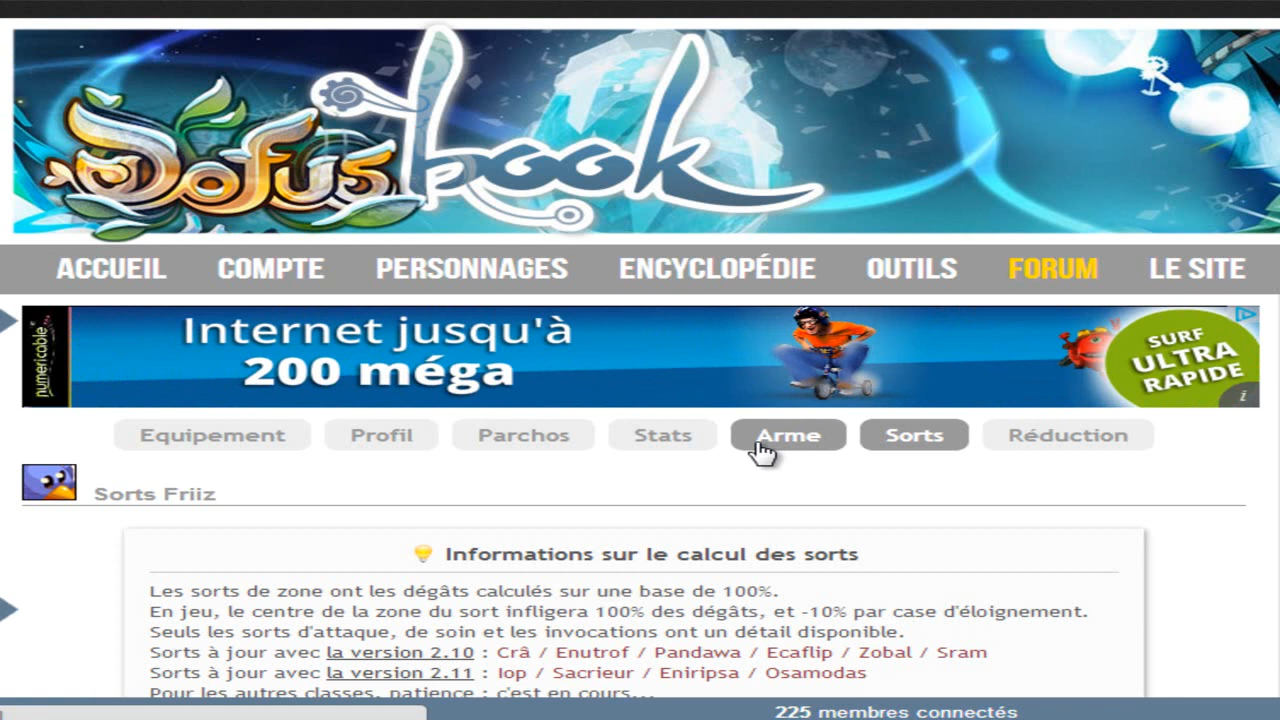 Dofus book
ACCUEIL COMPTE PERSONNAGES ENCYCLOPÉDIE OUTILS FORUM LE SITE
numericable
Internet jusqu'à
200 méga
SURF
ULTRA
RAPIDE
i
Equipement Profil Parchos Stats Arme Sorts Réduction
Sorts Friiz
Informations sur le calcul des sorts
Les sorts de zone ont les dégâts calculés sur une base de 100%.
En jeu, le centre de la zone du sort infligera 100% des dégâts, et -10% par case d'éloignement.
Seuls les sorts d'attaque, de soin et les invocations ont un détail disponible.
Sorts à jour avec la version 2.10 : Crâ / Enutrof / Pandawa / Ecaflip / Zobal / Sram
Sorts à jour avec la version 2.11 : Iop / Sacrieur / Eniripsa / Osamodas
Pour les autres classes, patience : c'est en cours...
225 membres connectés